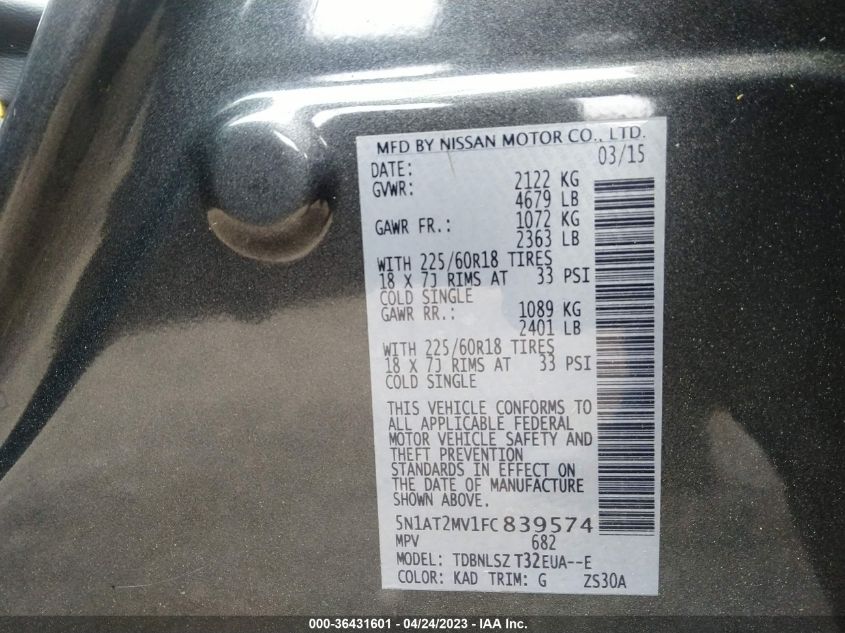 MFD BY NISSAN MOTOR CO., LTD.
DATE: 03/15
GVWR: 2122 KG
4679 LB
GAWR FR.: 1072 KG
2363 LB
WITH 225/60R18 TIRES
18 X 7J RIMS AT 33 PSI
COLD SINGLE
GAWR RR.: 1089 KG
2401 LB
WITH 225/60R18 TIRES
18 X 7J RIMS AT 33 PSI
COLD SINGLE
THIS VEHICLE CONFORMS TO
ALL APPLICABLE FEDERAL
MOTOR VEHICLE SAFETY AND
THEFT PREVENTION
STANDARDS IN EFFECT ON
THE DATE OF MANUFACTURE
SHOWN ABOVE.
5N1AT2MV1FC839574
MPV 682
MODEL: TDBNLSZ T32EUA--E
COLOR: KAD TRIM: G ZS30A
000-36431601 - 04/24/2023 - IAA Inc.